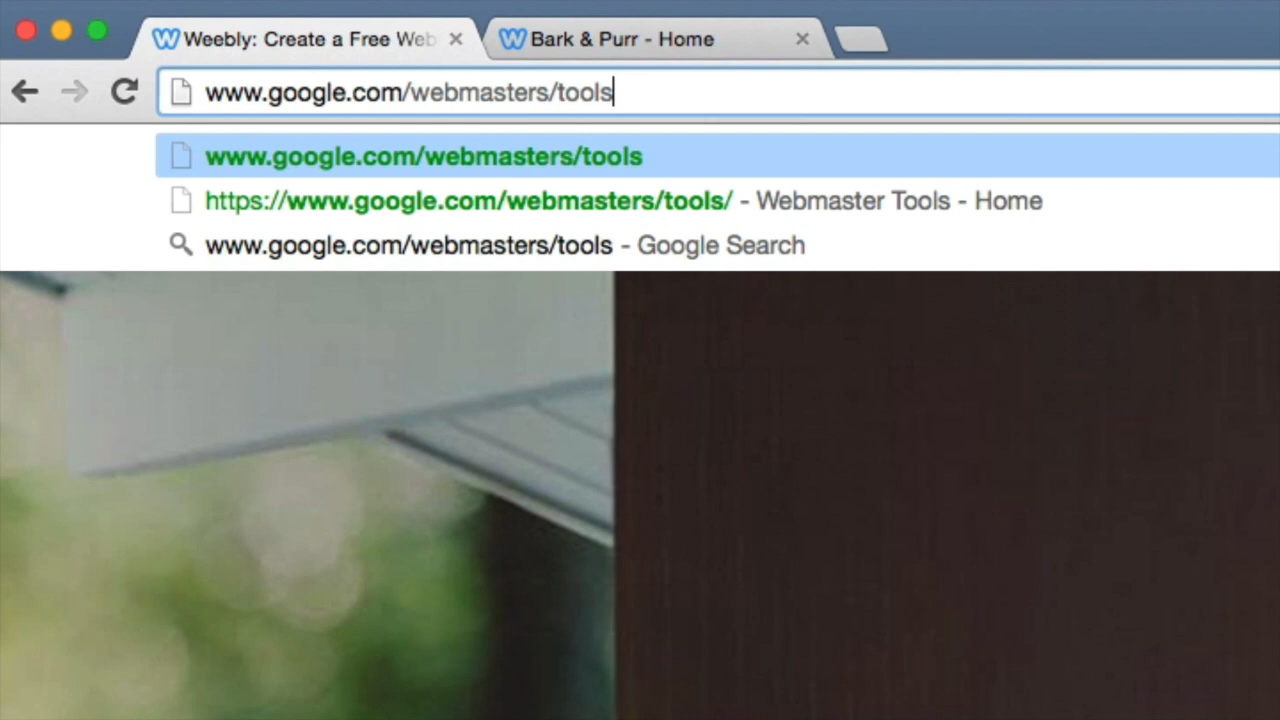 Weebly: Create a Free Web
Bark & Purr - Home
www.google.com/webmasters/tools
www.google.com/webmasters/tools
https://www.google.com/webmasters/tools/ - Webmaster Tools - Home
www.google.com/webmasters/tools - Google Search